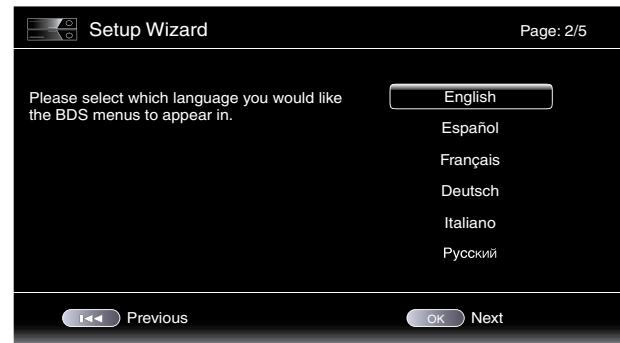 Setup Wizard
Page: 2/5
Please select which language you would like
the BDS menus to appear in.
English
Español
Français
Deutsch
Italiano
Русский
Previous
OK
Next